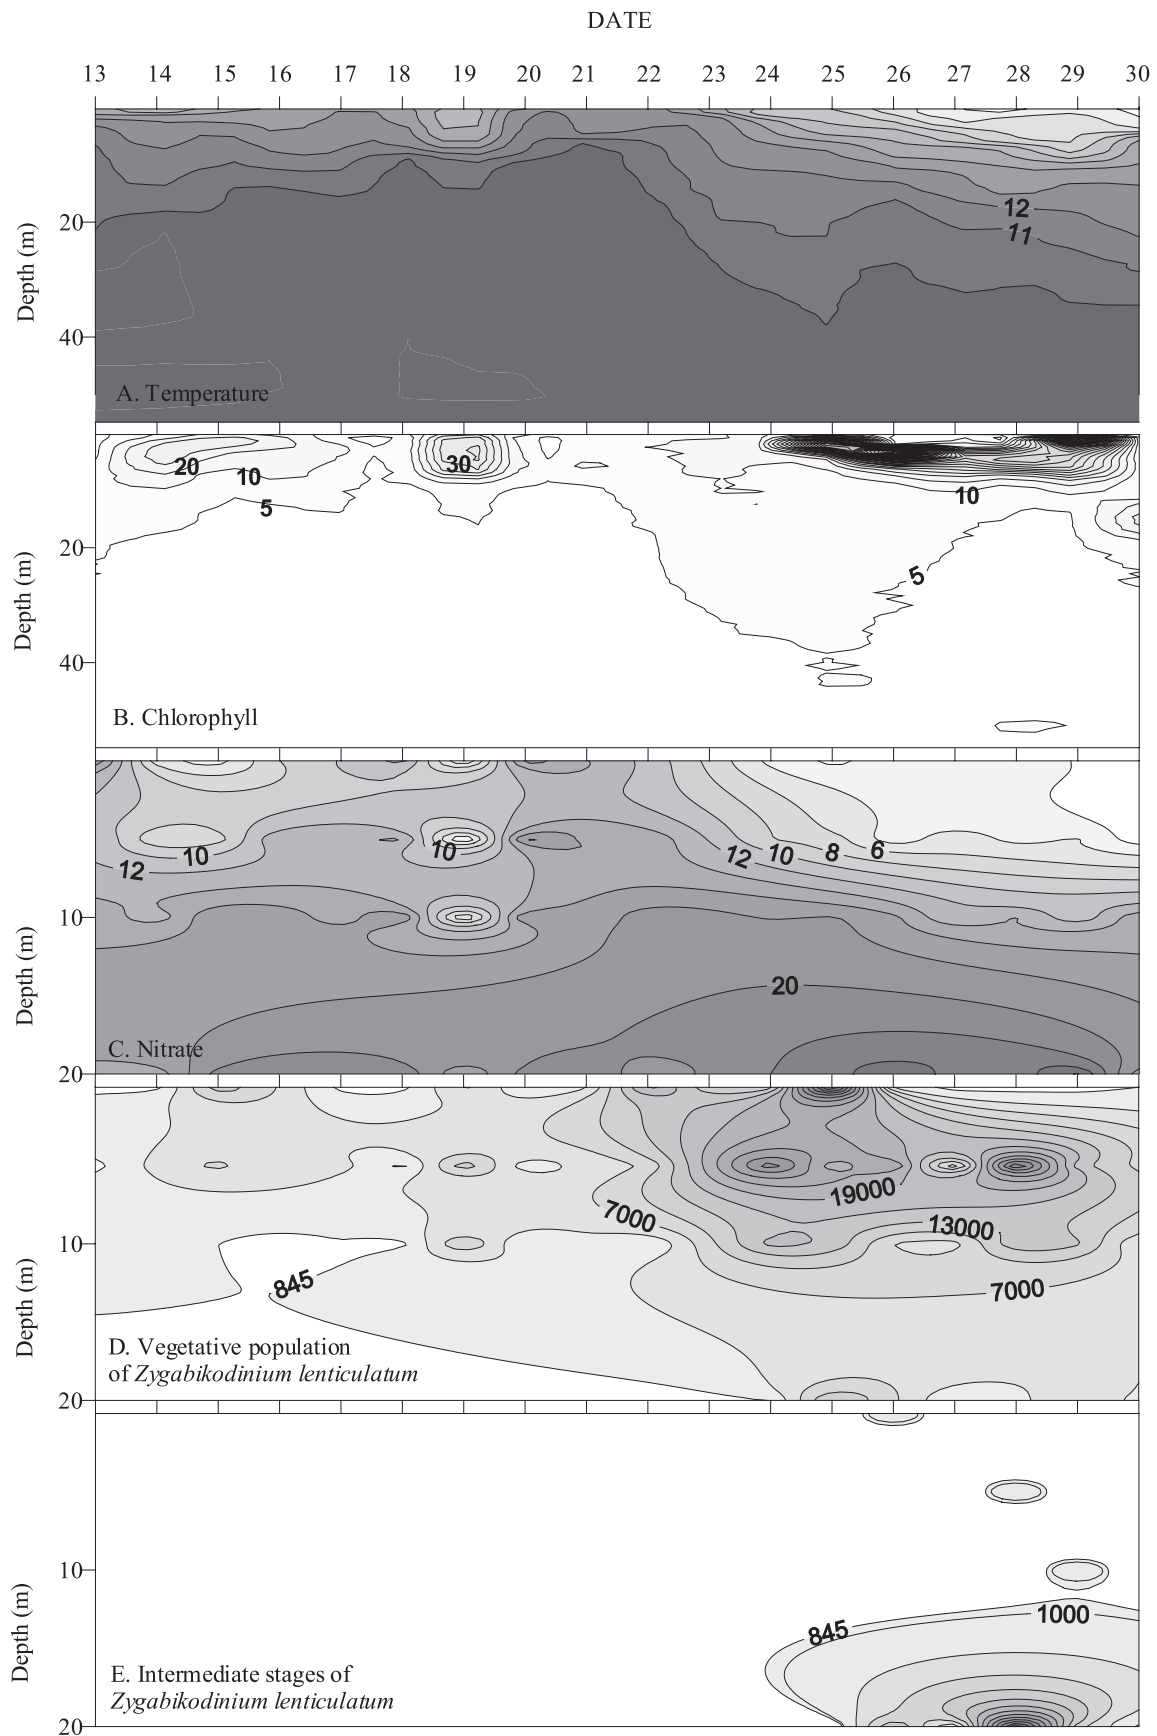 DATE
13 14 15 16 17 18 19 20 21 22 23 24 25 26 27 28 29 30
Depth (m)
20
40
12
11
A. Temperature
Depth (m)
20
40
20
10
5
30
10
5
B. Chlorophyll
Depth (m)
10
20
12
10
10
12
10
8
6
20
C. Nitrate
Depth (m)
10
20
845
7000
19000
13000
7000
D. Vegetative population
of Zygabikodinium lenticulatum
Depth (m)
10
20
845
1000
E. Intermediate stages of
Zygabikodinium lenticulatum